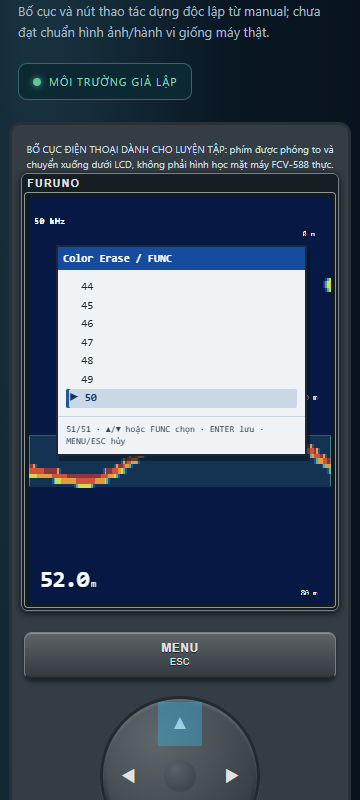 Bố cục và nút thao tác dựng độc lập từ manual; chưa
đạt chuẩn hình ảnh/hành vi giống máy thật.
MÔI TRƯỜNG GIẢ LẬP
BỐ CỤC ĐIỆN THOẠI DÀNH CHO LUYỆN TẬP: phím được phóng to và
chuyển xuống dưới LCD, không phải hình học mặt máy FCV-588 thực.
FURUNO
50 kHz
0 m
Color Erase / FUNC
44
45
46
47
48
49
▶ 50
51/51 · ▲/▼ hoặc FUNC chọn · ENTER lưu ·
MENU/ESC hủy
52.0m
80 m
MENU
ESC